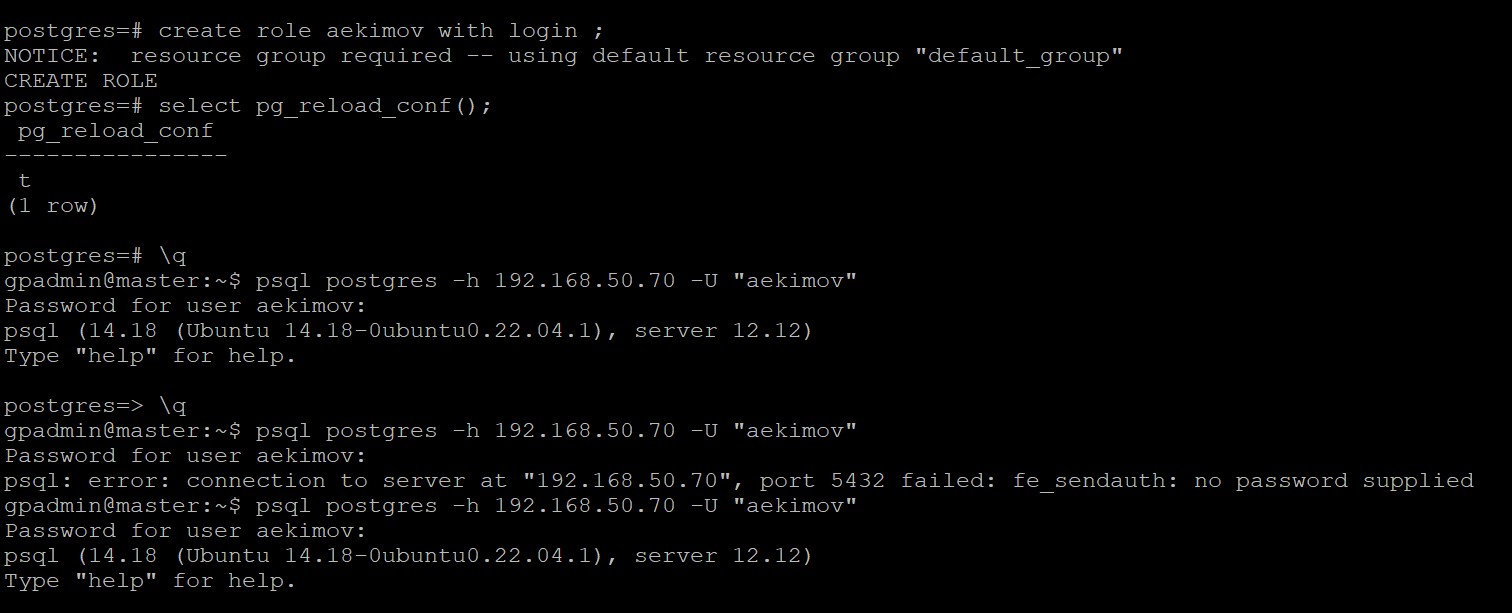 postgres=# create role aekimov with login ;
NOTICE:  resource group required -- using default resource group "default_group"
CREATE ROLE
postgres=# select pg_reload_conf();
 pg_reload_conf
----------------
 t
(1 row)

postgres=# \q
gpadmin@master:~$ psql postgres -h 192.168.50.70 -U "aekimov"
Password for user aekimov:
psql (14.18 (Ubuntu 14.18-0ubuntu0.22.04.1), server 12.12)
Type "help" for help.

postgres=> \q
gpadmin@master:~$ psql postgres -h 192.168.50.70 -U "aekimov"
Password for user aekimov:
psql: error: connection to server at "192.168.50.70", port 5432 failed: fe_sendauth: no password supplied
gpadmin@master:~$ psql postgres -h 192.168.50.70 -U "aekimov"
Password for user aekimov:
psql (14.18 (Ubuntu 14.18-0ubuntu0.22.04.1), server 12.12)
Type "help" for help.